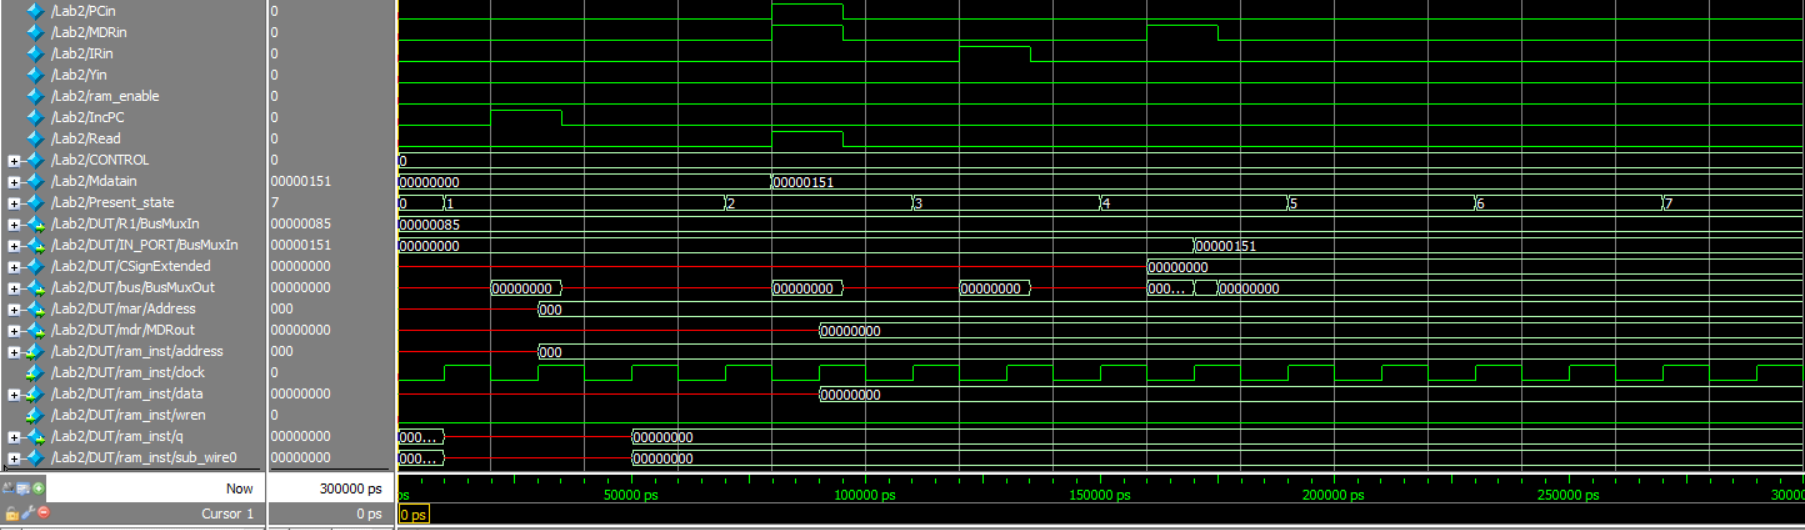 /Lab2/PCin 0
/Lab2/MDRin 0
/Lab2/IRin 0
/Lab2/Yin 0
/Lab2/ram_enable 0
/Lab2/IncPC 0
/Lab2/Read 0
/Lab2/CONTROL 0 0
/Lab2/Mdatain 00000151 00000000 00000151
/Lab2/Present_state 7 0 1 2 3 4 5 6 7
/Lab2/DUT/R1/BusMuxIn 00000085 00000085
/Lab2/DUT/IN_PORT/BusMuxIn 00000151 00000000 00000151
/Lab2/DUT/CSignExtended 00000000 00000000
/Lab2/DUT/bus/BusMuxOut 00000000 00000000 00000000 00000000 000... 00000000
/Lab2/DUT/mar/Address 000 000
/Lab2/DUT/mdr/MDRout 00000000 00000000
/Lab2/DUT/ram_inst/address 000 000
/Lab2/DUT/ram_inst/clock 0
/Lab2/DUT/ram_inst/data 00000000 00000000
/Lab2/DUT/ram_inst/wren 0
/Lab2/DUT/ram_inst/q 00000000 000... 00000000
/Lab2/DUT/ram_inst/sub_wire0 00000000 000... 00000000
Now 300000 ps ps 50000 ps 100000 ps 150000 ps 200000 ps 250000 ps 30000
Cursor 1 0 ps 0 ps